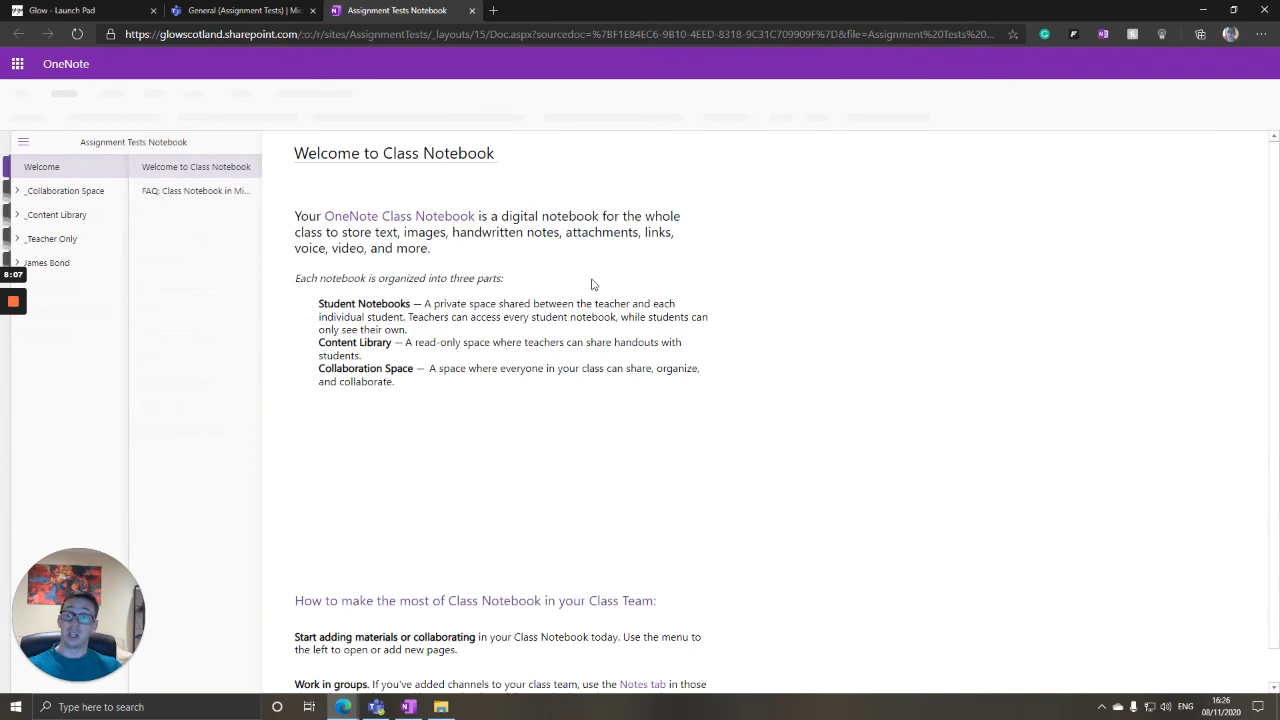 Glow - Launch Pad
General (Assignment Tests) | Mic
Assignment Tests Notebook
https://glowscotland.sharepoint.com/:o:/r/sites/AssignmentTests/_layouts/15/Doc.aspx?sourcedoc=%7BF1E84EC6-9B10-4EED-8318-9C31C709909F%7D&file=Assignment%20Tests%20...
OneNote
Assignment Tests Notebook
Welcome
_Collaboration Space
_Content Library
_Teacher Only
James Bond
Welcome to Class Notebook
FAQ: Class Notebook in Mi...
8:07
Welcome to Class Notebook
Your OneNote Class Notebook is a digital notebook for the whole
class to store text, images, handwritten notes, attachments, links,
voice, video, and more.
Each notebook is organized into three parts:
Student Notebooks — A private space shared between the teacher and each
individual student. Teachers can access every student notebook, while students can
only see their own.
Content Library — A read-only space where teachers can share handouts with
students.
Collaboration Space — A space where everyone in your class can share, organize,
and collaborate.
How to make the most of Class Notebook in your Class Team:
Start adding materials or collaborating in your Class Notebook today. Use the menu to
the left to open or add new pages.
Work in groups. If you've added channels to your class team, use the Notes tab in those
Type here to search
ENG
16:26
08/11/2020